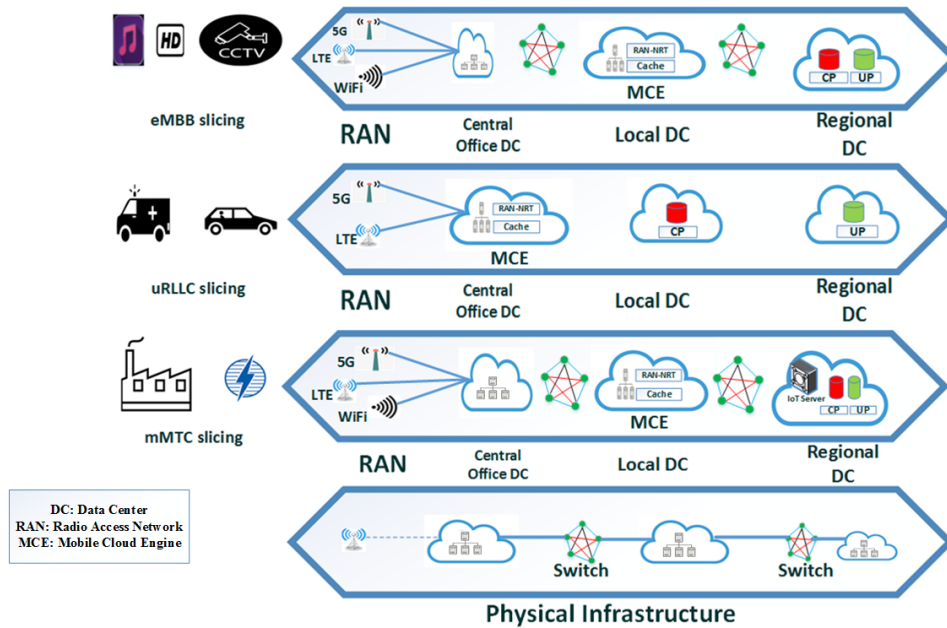 HD
CCTV
eMBB slicing
5G
LTE
WiFi
RAN-NRT
Cache
MCE
CP
UP
RAN
Central
Office DC
Local DC
Regional
DC
uRLLC slicing
5G
LTE
RAN-NRT
Cache
MCE
CP
UP
RAN
Central
Office DC
Local DC
Regional
DC
mMTC slicing
5G
LTE
WiFi
RAN-NRT
Cache
MCE
IoT Server
CP
UP
RAN
Central
Office DC
Local DC
Regional
DC
DC: Data Center
RAN: Radio Access Network
MCE: Mobile Cloud Engine
Switch
Switch
Physical Infrastructure